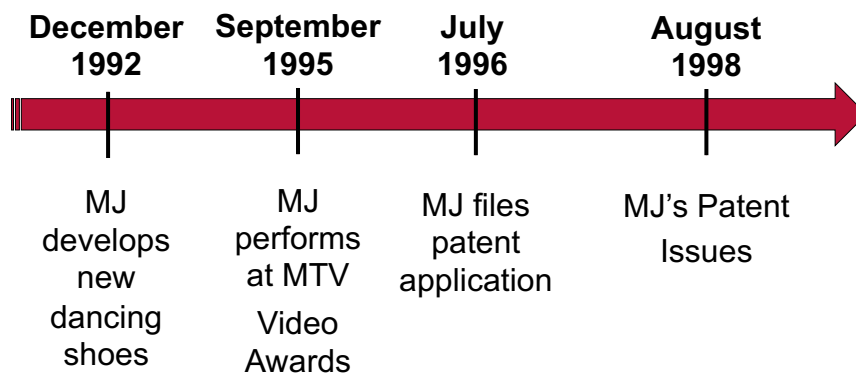 December
1992
September
1995
July
1996
August
1998
MJ
develops
new
dancing
shoes
MJ
performs
at MTV
Video
Awards
MJ files
patent
application
MJ's Patent
Issues